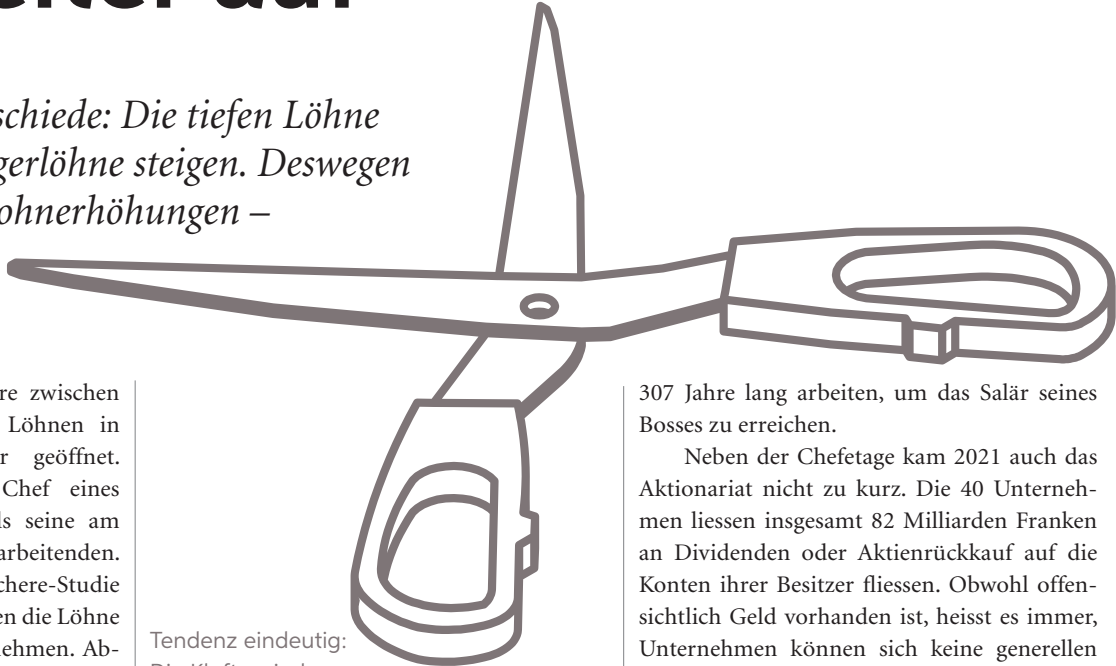 schiede: Die tiefen Löhne
gerlöhne steigen. Deswegen
ohnerhöhungen –
re zwischen
Löhnen in
r geöffnet.
Chef eines
ls seine am
arbeitenden.
chere-Studie
en die Löhne
nehmen. Ab-
Tendenz eindeutig:
307 Jahre lang arbeiten, um das Salär seines
Bosses zu erreichen.
Neben der Chefetage kam 2021 auch das
Aktionariat nicht zu kurz. Die 40 Unterneh-
men liessen insgesamt 82 Milliarden Franken
an Dividenden oder Aktienrückkauf auf die
Konten ihrer Besitzer fliessen. Obwohl offen-
sichtlich Geld vorhanden ist, heisst es immer,
Unternehmen können sich keine generellen